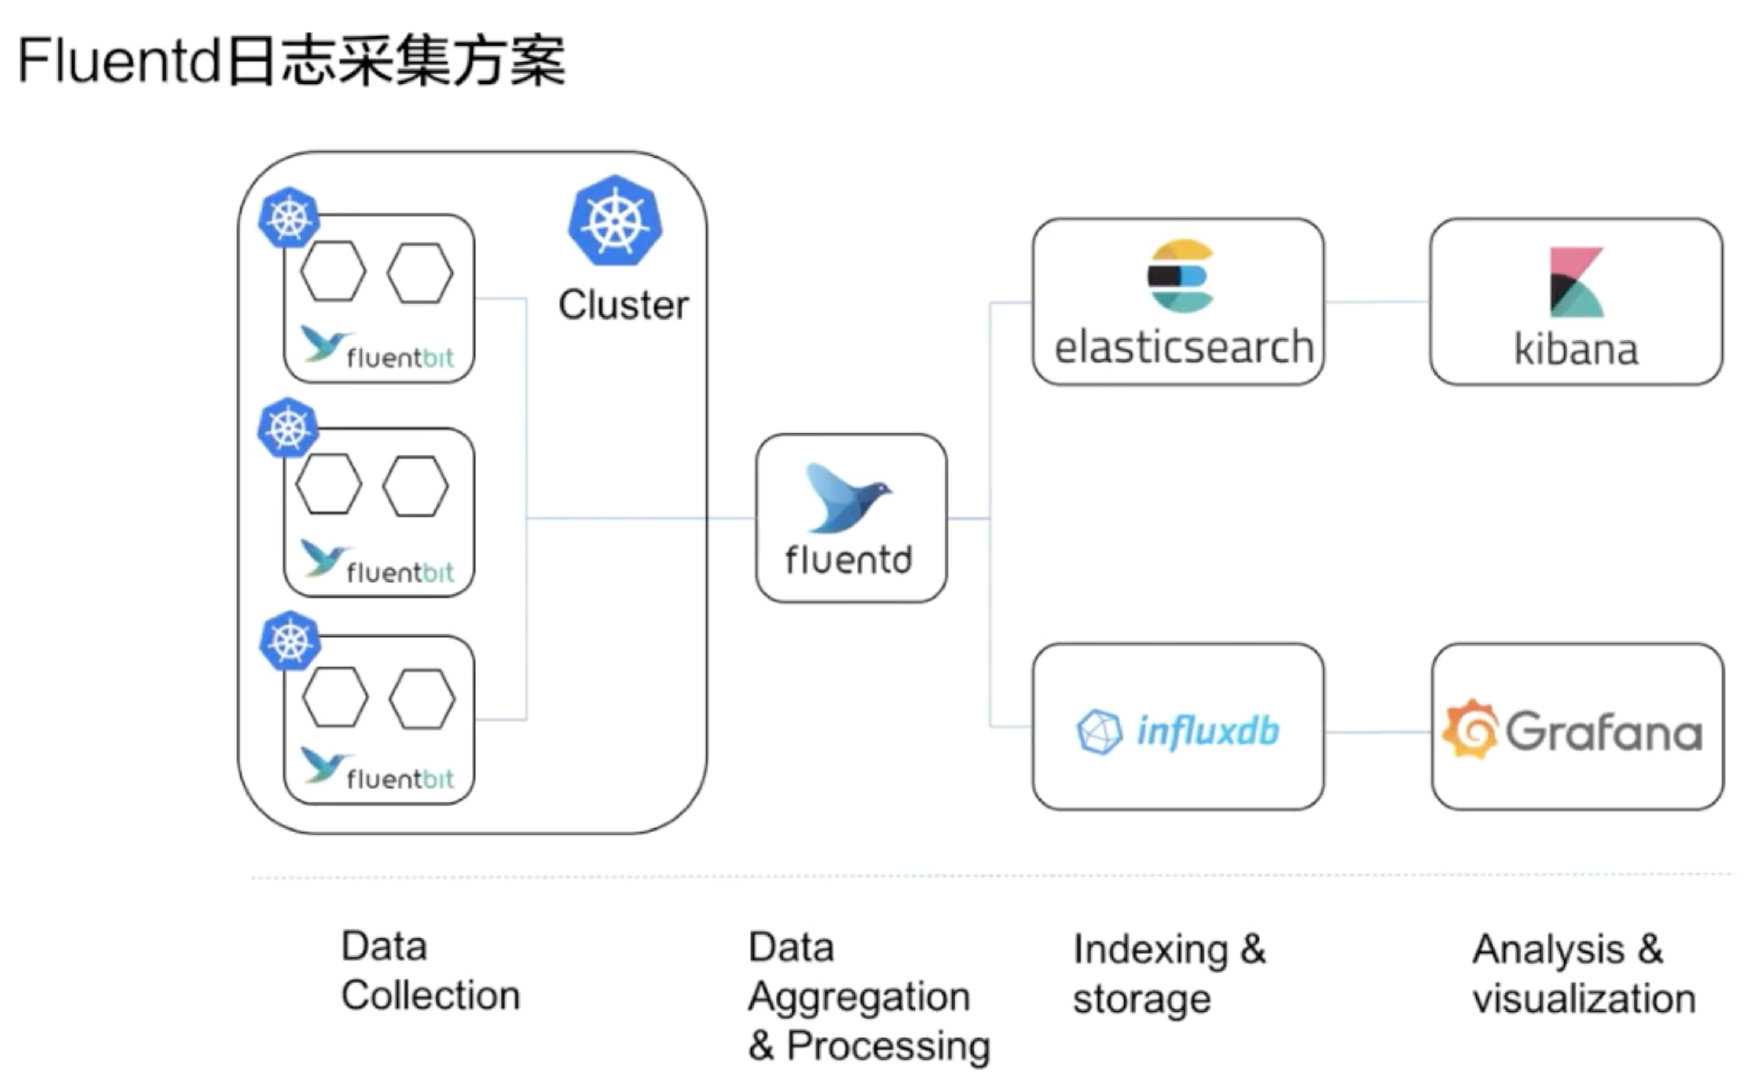 Fluentd日志采集方案
Cluster
fluentbit
fluentbit
fluentbit
fluentd
elasticsearch
kibana
influxdb
Grafana
Data
Collection
Data
Aggregation
& Processing
Indexing &
storage
Analysis &
visualization